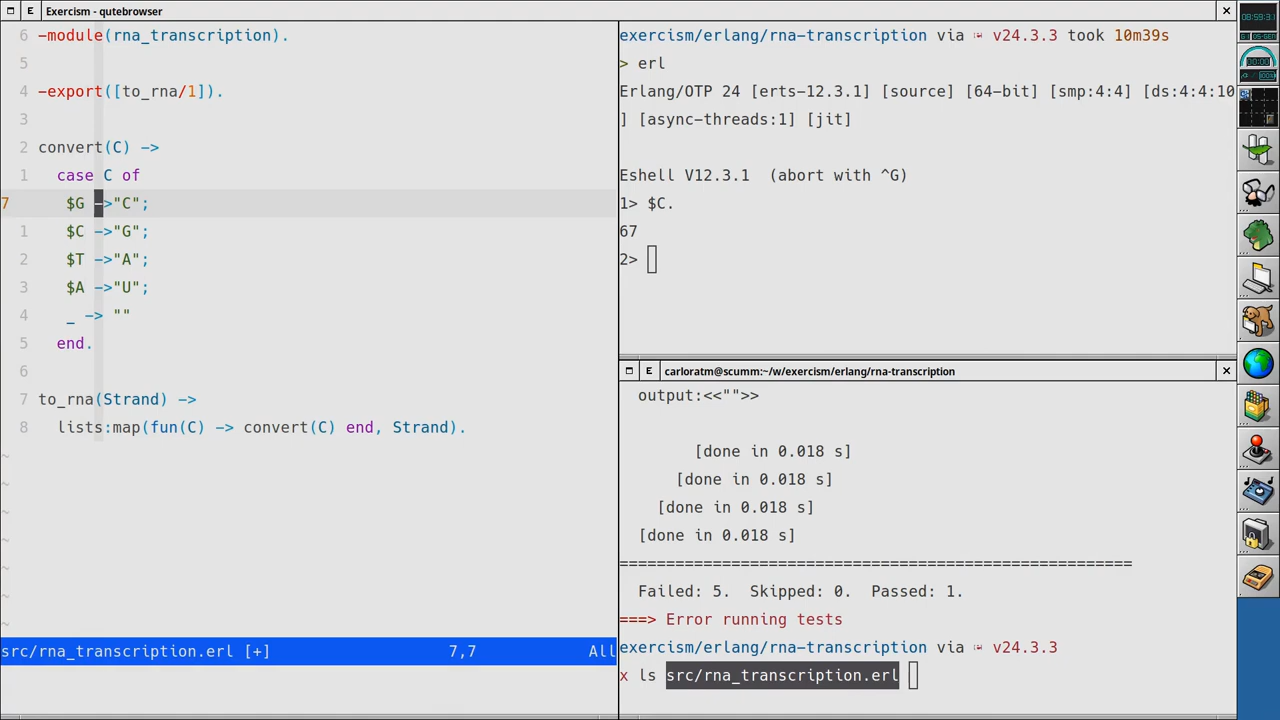 E Exercism - qutebrowser
6 -module(rna_transcription).
5
4 -export([to_rna/1]).
3
2 convert(C) ->
1 case C of
7 $G ->"C";
1 $C ->"G";
2 $T ->"A";
3 $A ->"U";
4 _ -> ""
5 end.
6
7 to_rna(Strand) ->
8 lists:map(fun(C) -> convert(C) end, Strand).
~
~
~
~
~
~
~
src/rna_transcription.erl [+] 7,7 All
exercism/erlang/rna-transcription via v24.3.3 took 10m39s
> erl
Erlang/OTP 24 [erts-12.3.1] [source] [64-bit] [smp:4:4] [ds:4:4:10
] [async-threads:1] [jit]
Eshell V12.3.1 (abort with ^G)
1> $C.
67
2>
E carloratm@scumm:~/w/exercism/erlang/rna-transcription
output:<<"">>
[done in 0.018 s]
[done in 0.018 s]
[done in 0.018 s]
[done in 0.018 s]
=======================================================
Failed: 5. Skipped: 0. Passed: 1.
===> Error running tests
exercism/erlang/rna-transcription via v24.3.3
x ls src/rna_transcription.erl